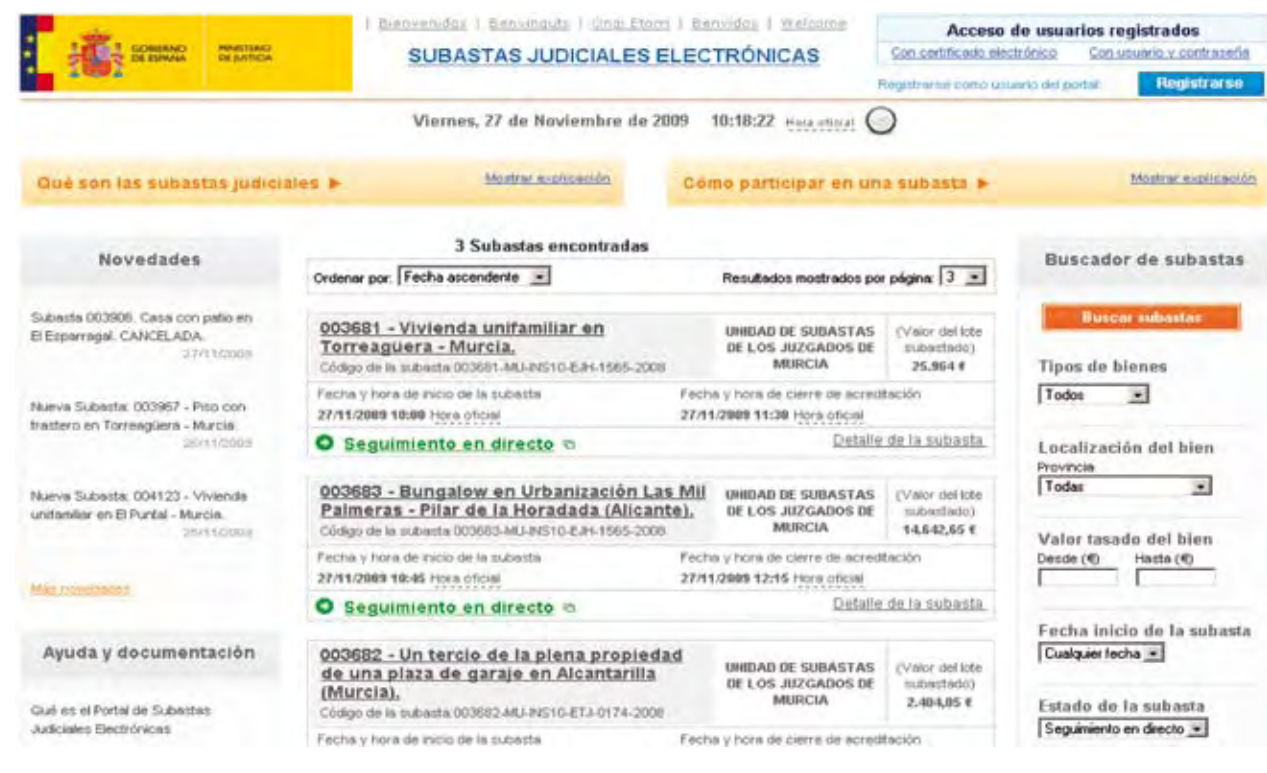 GOBIERNO
DE ESPAÑA
MINISTERIO
DE JUSTICIA
| Bienvenidos | Benvinguts | Ongi Etorri | Benvidos | Welcome
SUBASTAS JUDICIALES ELECTRÓNICAS
Acceso de usuarios registrados
Con certificado electrónico Con usuario y contraseña
Registrarse como usuario del portal: Registrarse
Viernes, 27 de Noviembre de 2009 10:18:22 Hora oficial
Qué son las subastas judiciales Mostrar explicación
Cómo participar en una subasta Mostrar explicación
Novedades
Subasta 003906. Casa con patio en
El Esparragal. CANCELADA.
27/11/2009
Nueva Subasta: 003967 - Piso con
trastero en Torreagüera - Murcia.
26/11/2009
Nueva Subasta: 004123 - Vivienda
unifamiliar en El Puntal - Murcia.
25/11/2009
Más novedades
Ayuda y documentación
Qué es el Portal de Subastas
Judiciales Electrónicas
3 Subastas encontradas
Ordenar por: Fecha ascendente Resultados mostrados por página: 3
003681 - Vivienda unifamiliar en
Torreagüera - Murcia.
Código de la subasta:003681-MU-INS10-EJH-1565-2008
UNIDAD DE SUBASTAS
DE LOS JUZGADOS DE
MURCIA
(Valor del lote
subastado)
25.964 €
Fecha y hora de inicio de la subasta Fecha y hora de cierre de acreditación
27/11/2009 10:00 Hora oficial 27/11/2009 11:30 Hora oficial
Seguimiento en directo Detalle de la subasta
003683 - Bungalow en Urbanización Las Mil
Palmeras - Pilar de la Horadada (Alicante).
Código de la subasta:003683-MU-INS10-EJH-1565-2008
UNIDAD DE SUBASTAS
DE LOS JUZGADOS DE
MURCIA
(Valor del lote
subastado)
14.642,65 €
Fecha y hora de inicio de la subasta Fecha y hora de cierre de acreditación
27/11/2009 10:45 Hora oficial 27/11/2009 12:15 Hora oficial
Seguimiento en directo Detalle de la subasta
003682 - Un tercio de la plena propiedad
de una plaza de garaje en Alcantarilla
(Murcia).
Código de la subasta:003682-MU-INS10-ETJ-0174-2008
UNIDAD DE SUBASTAS
DE LOS JUZGADOS DE
MURCIA
(Valor del lote
subastado)
2.404,05 €
Fecha y hora de inicio de la subasta Fecha y hora de cierre de acreditación
Buscador de subastas
Buscar subastas
Tipos de bienes
Todos
Localización del bien
Provincia
Todas
Valor tasado del bien
Desde (€) Hasta (€)
Fecha inicio de la subasta
Cualquier fecha
Estado de la subasta
Seguimiento en directo